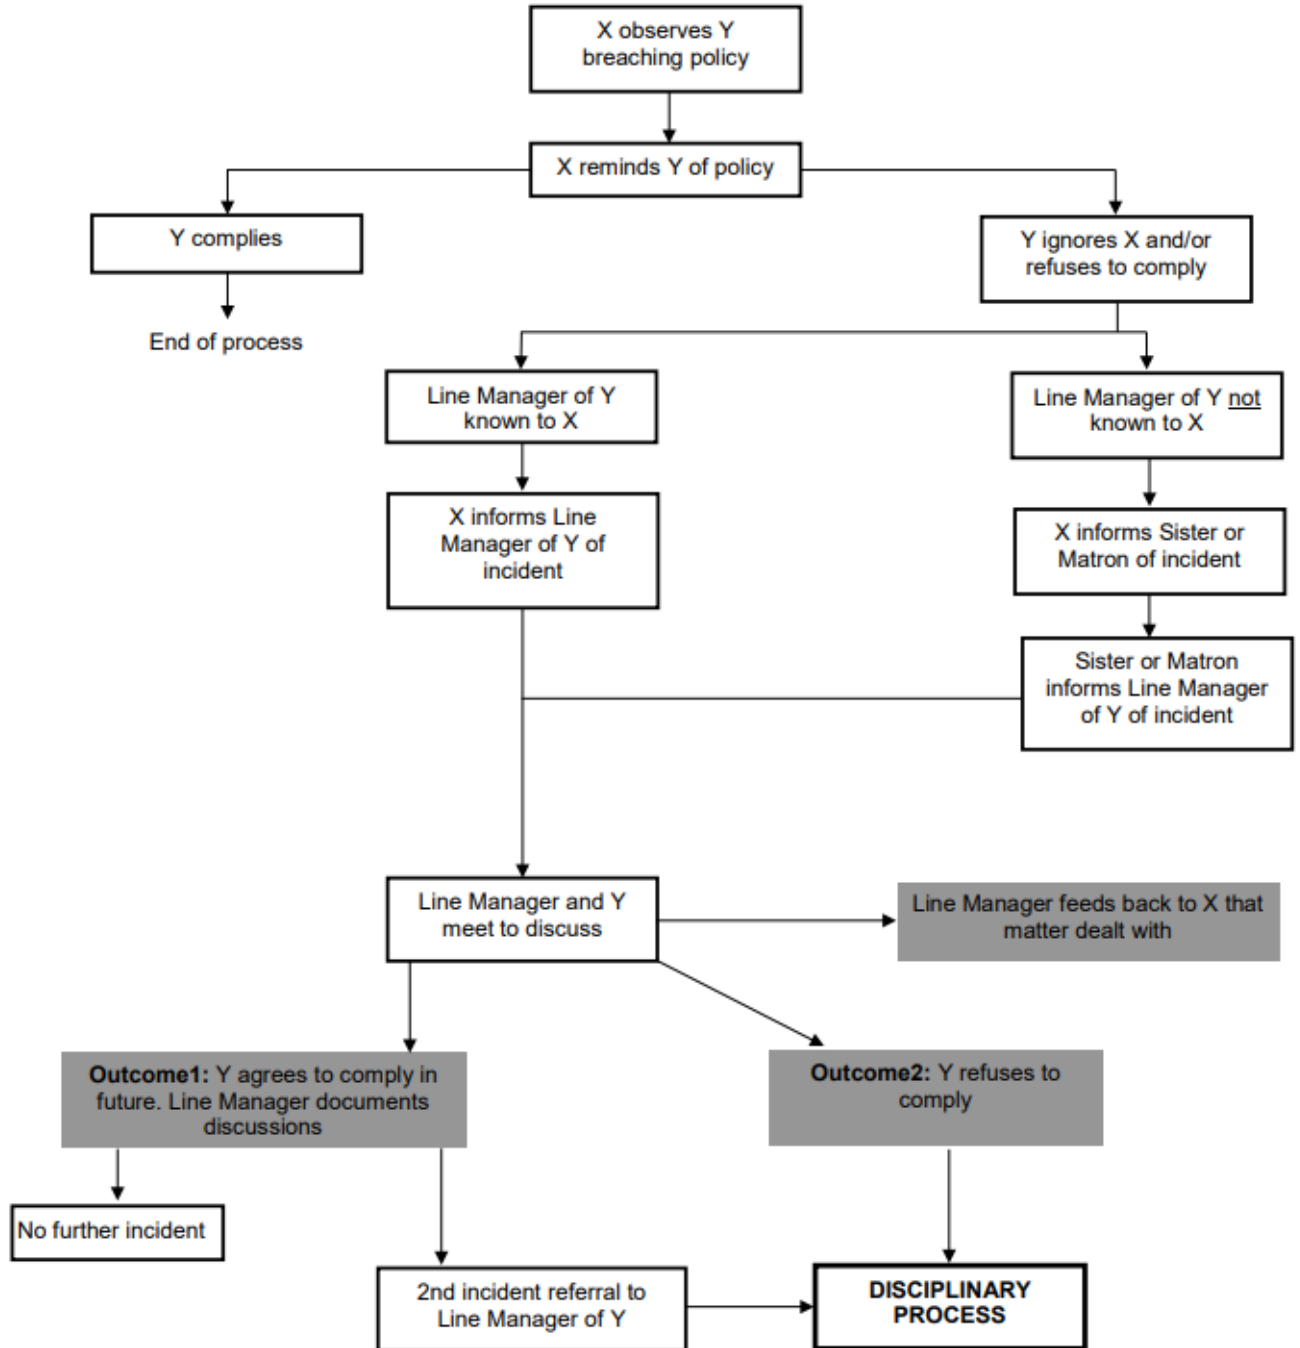 X observes Y
breaching policy
X reminds Y of policy
Y complies
Y ignores X and/or
refuses to comply
End of process
Line Manager of Y
known to X
Line Manager of Y not
known to X
X informs Line
Manager of Y of
incident
X informs Sister or
Matron of incident
Sister or Matron
informs Line Manager
of Y of incident
Line Manager and Y
meet to discuss
Line Manager feeds back to X that
matter dealt with
Outcome1: Y agrees to comply in
future. Line Manager documents
discussions
Outcome2: Y refuses to
comply
No further incident
2nd incident referral to
Line Manager of Y
DISCIPLINARY
PROCESS